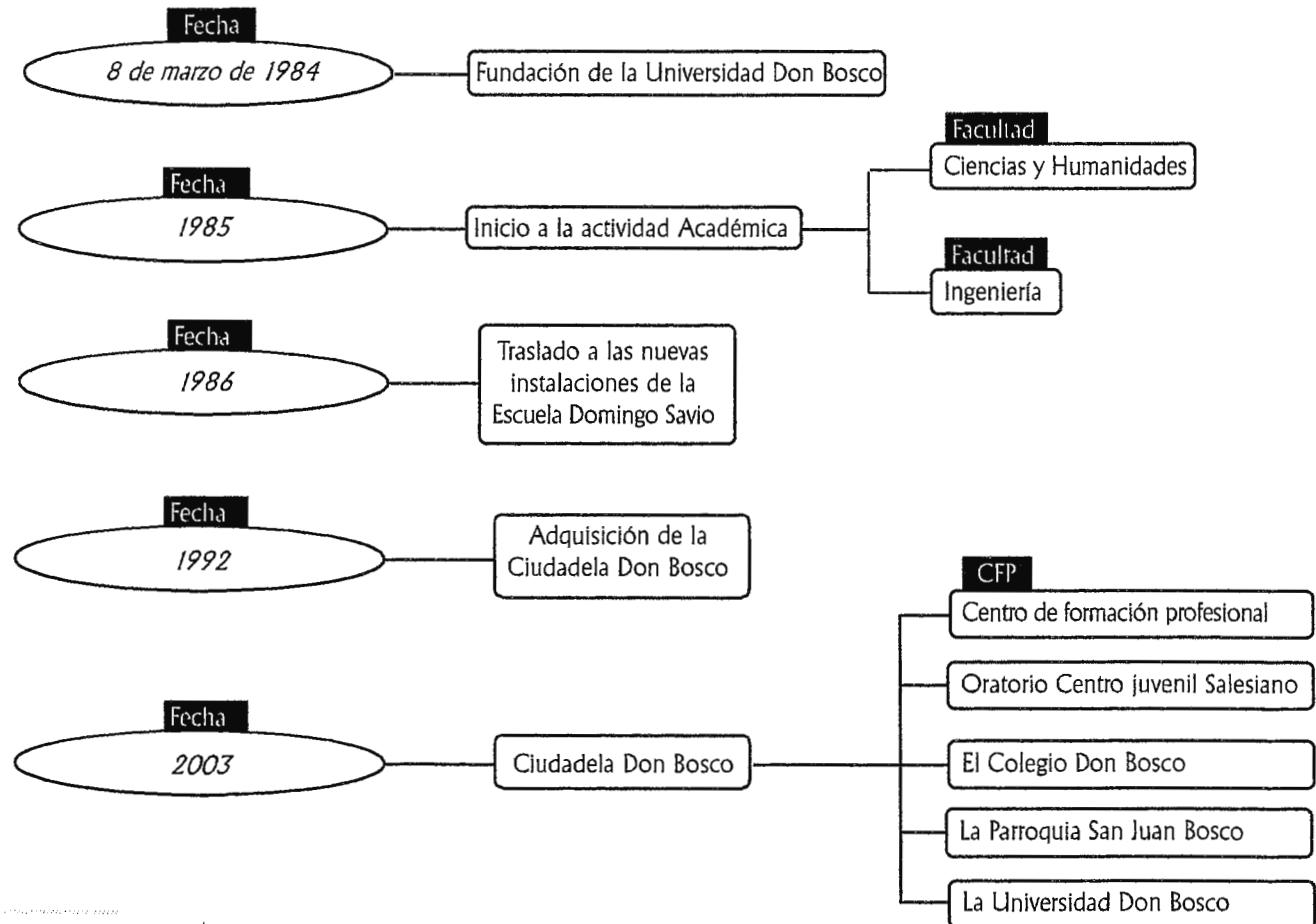 Fecha
8 de marzo de 1984
Fundación de la Universidad Don Bosco
Fecha
1985
Inicio a la actividad Académica
Facultad
Ciencias y Humanidades
Facultad
Ingeniería
Fecha
1986
Traslado a las nuevas
instalaciones de la
Escuela Domingo Savio
Fecha
1992
Adquisición de la
Ciudadela Don Bosco
Fecha
2003
Ciudadela Don Bosco
CFP
Centro de formación profesional
Oratorio Centro juvenil Salesiano
El Colegio Don Bosco
La Parroquia San Juan Bosco
La Universidad Don Bosco